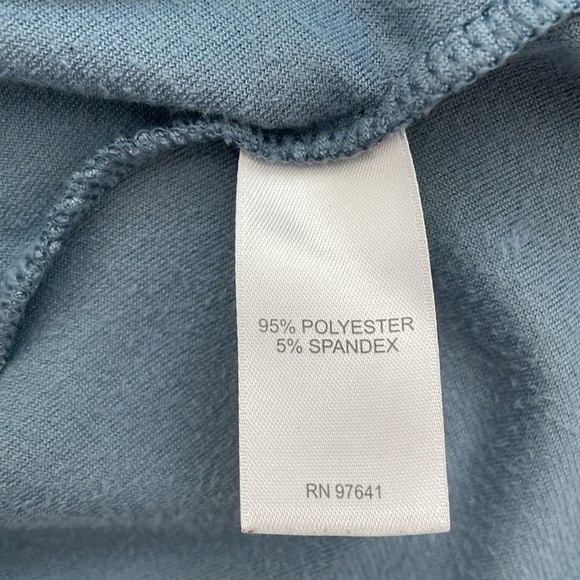 95% POLYESTER
5% SPANDEX
RN 97641